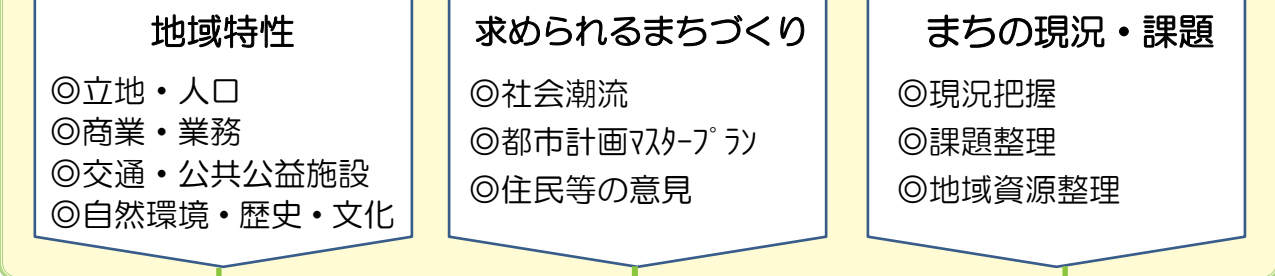 地域特性
◎立地・人口
◎商業・業務
◎交通・公共公益施設
◎自然環境・歴史・文化
求められるまちづくり
◎社会潮流
◎都市計画ﾏｽﾀｰﾌﾟﾗﾝ
◎住民等の意見
まちの現況・課題
◎現況把握
◎課題整理
◎地域資源整理